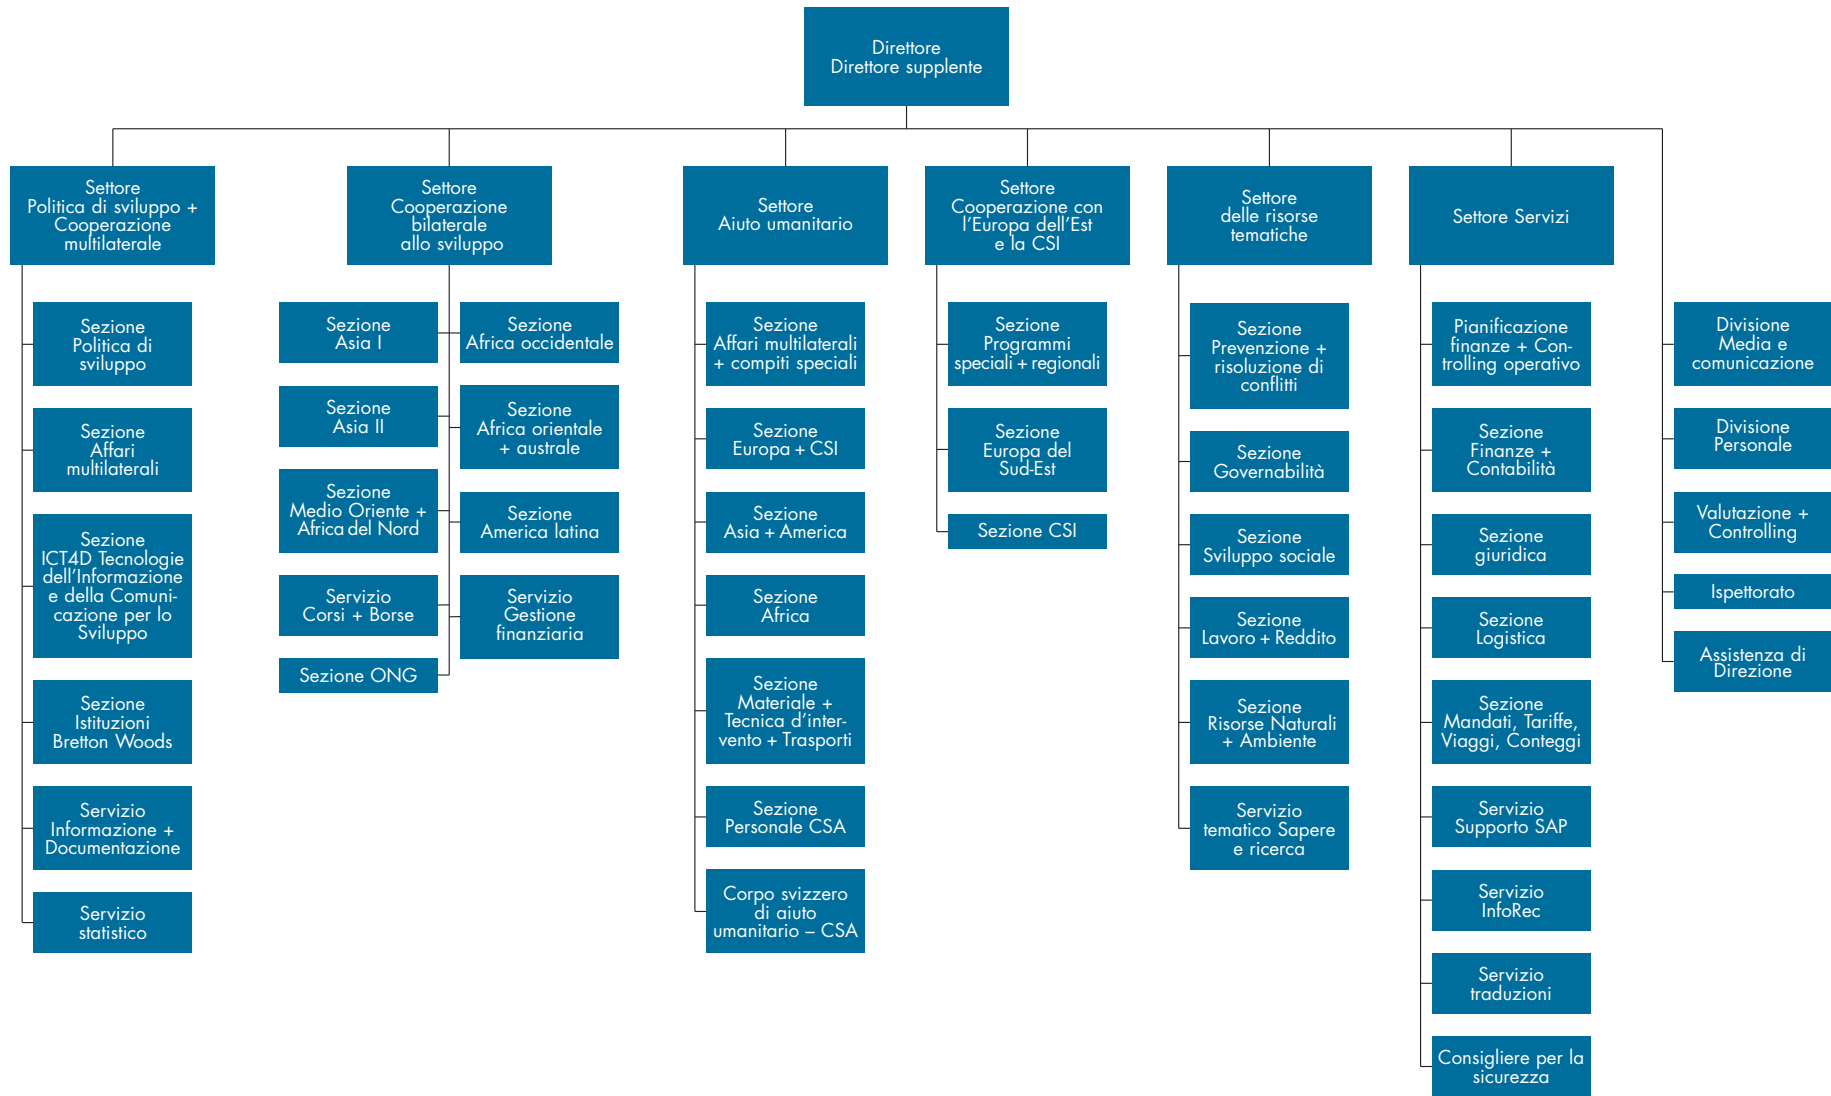 Direttore
Direttore supplente
Settore
Politica di sviluppo +
Cooperazione
multilaterale
Sezione
Politica di
sviluppo
Sezione
Affari
multilaterali
Sezione
ICT4D Tecnologie
dell'Informazione
e della Comuni-
cazione per lo
Sviluppo
Sezione
Istituzioni
Bretton Woods
Servizio
Informazione +
Documentazione
Servizio
statistico
Settore
Cooperazione
bilaterale
allo sviluppo
Sezione
Asia I
Sezione
Asia II
Sezione
Medio Oriente +
Africa del Nord
Servizio
Corsi + Borse
Sezione ONG
Sezione
Africa occidentale
Sezione
Africa orientale
+ australe
Sezione
America latina
Servizio
Gestione
finanziaria
Settore
Aiuto umanitario
Sezione
Affari multilaterali
+ compiti speciali
Sezione
Europa + CSI
Sezione
Asia + America
Sezione
Africa
Sezione
Materiale +
Tecnica d'inter-
vento + Trasporti
Sezione
Personale CSA
Corpo svizzero
di aiuto
umanitario – CSA
Settore
Cooperazione con
l'Europa dell'Est
e la CSI
Sezione
Programmi
speciali + regionali
Sezione
Europa del
Sud-Est
Sezione CSI
Settore
delle risorse
tematiche
Sezione
Prevenzione +
risoluzione di
conflitti
Sezione
Governabilità
Sezione
Sviluppo sociale
Sezione
Lavoro + Reddito
Sezione
Risorse Naturali
+ Ambiente
Servizio
tematico Sapere
e ricerca
Settore Servizi
Pianificazione
finanze + Con-
trolling operativo
Sezione
Finanze +
Contabilità
Sezione
giuridica
Sezione
Logistica
Sezione
Mandati, Tariffe,
Viaggi, Conteggi
Servizio
Supporto SAP
Servizio
InfoRec
Servizio
traduzioni
Consigliere per la
sicurezza
Divisione
Media e
comunicazione
Divisione
Personale
Valutazione +
Controlling
Ispettorato
Assistenza di
Direzione